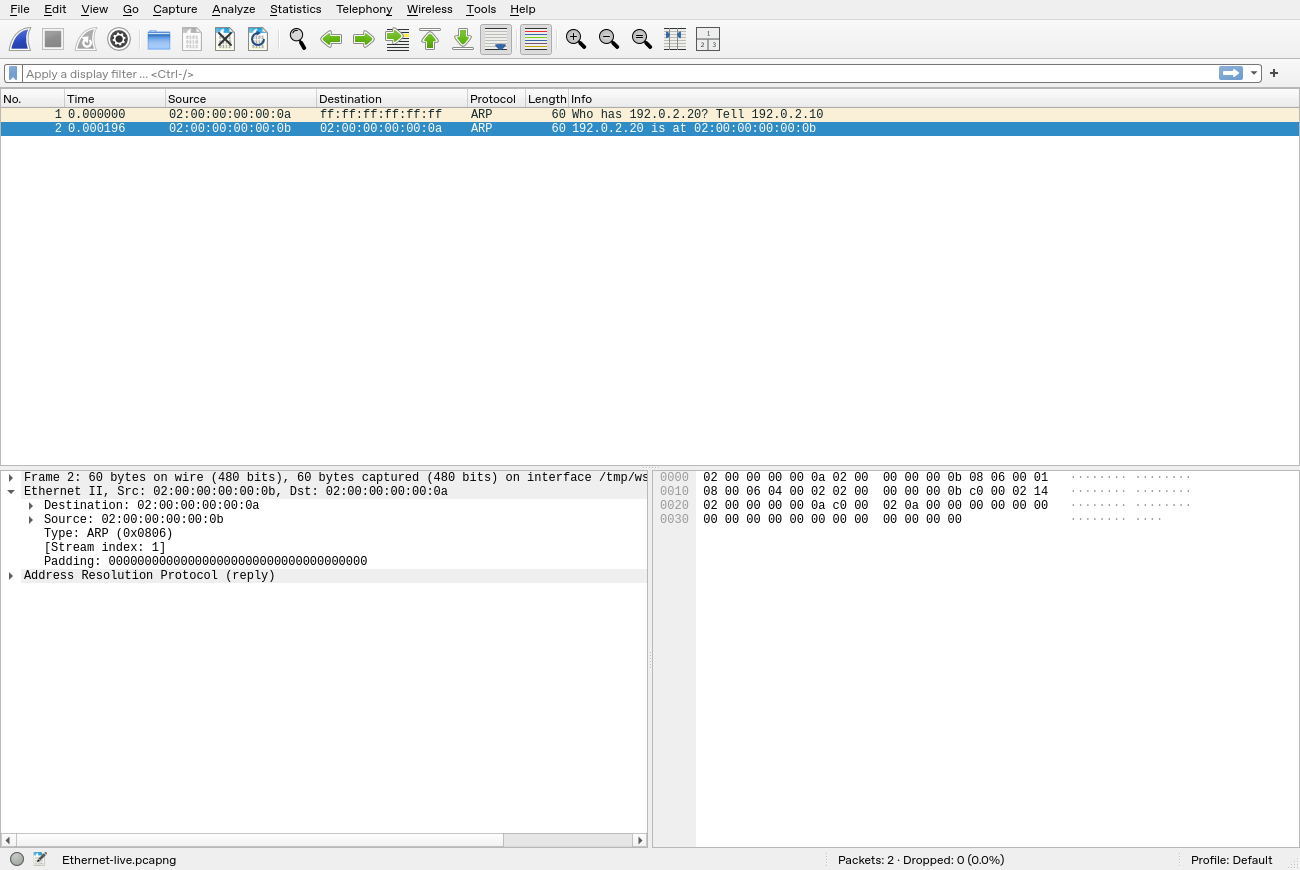 File Edit View Go Capture Analyze Statistics Telephony Wireless Tools Help
Apply a display filter ... <Ctrl-/>
No. Time Source Destination Protocol Length Info
1 0.000000 02:00:00:00:00:0a ff:ff:ff:ff:ff:ff ARP 60 Who has 192.0.2.20? Tell 192.0.2.10
2 0.000196 02:00:00:00:00:0b 02:00:00:00:00:0a ARP 60 192.0.2.20 is at 02:00:00:00:00:0b
Frame 2: 60 bytes on wire (480 bits), 60 bytes captured (480 bits) on interface /tmp/ws
Ethernet II, Src: 02:00:00:00:00:0b, Dst: 02:00:00:00:00:0a
Destination: 02:00:00:00:00:0a
Source: 02:00:00:00:00:0b
Type: ARP (0x0806)
[Stream index: 1]
Padding: 000000000000000000000000000000000000
Address Resolution Protocol (reply)
0000 02 00 00 00 00 0a 02 00 00 00 00 0b 08 06 00 01 ········ ········
0010 08 00 06 04 00 02 02 00 00 00 00 0b c0 00 02 14 ········ ········
0020 02 00 00 00 00 0a c0 00 02 0a 00 00 00 00 00 00 ········ ········
0030 00 00 00 00 00 00 00 00 00 00 00 00 ········ ····
Ethernet-live.pcapng Packets: 2 · Dropped: 0 (0.0%) Profile: Default